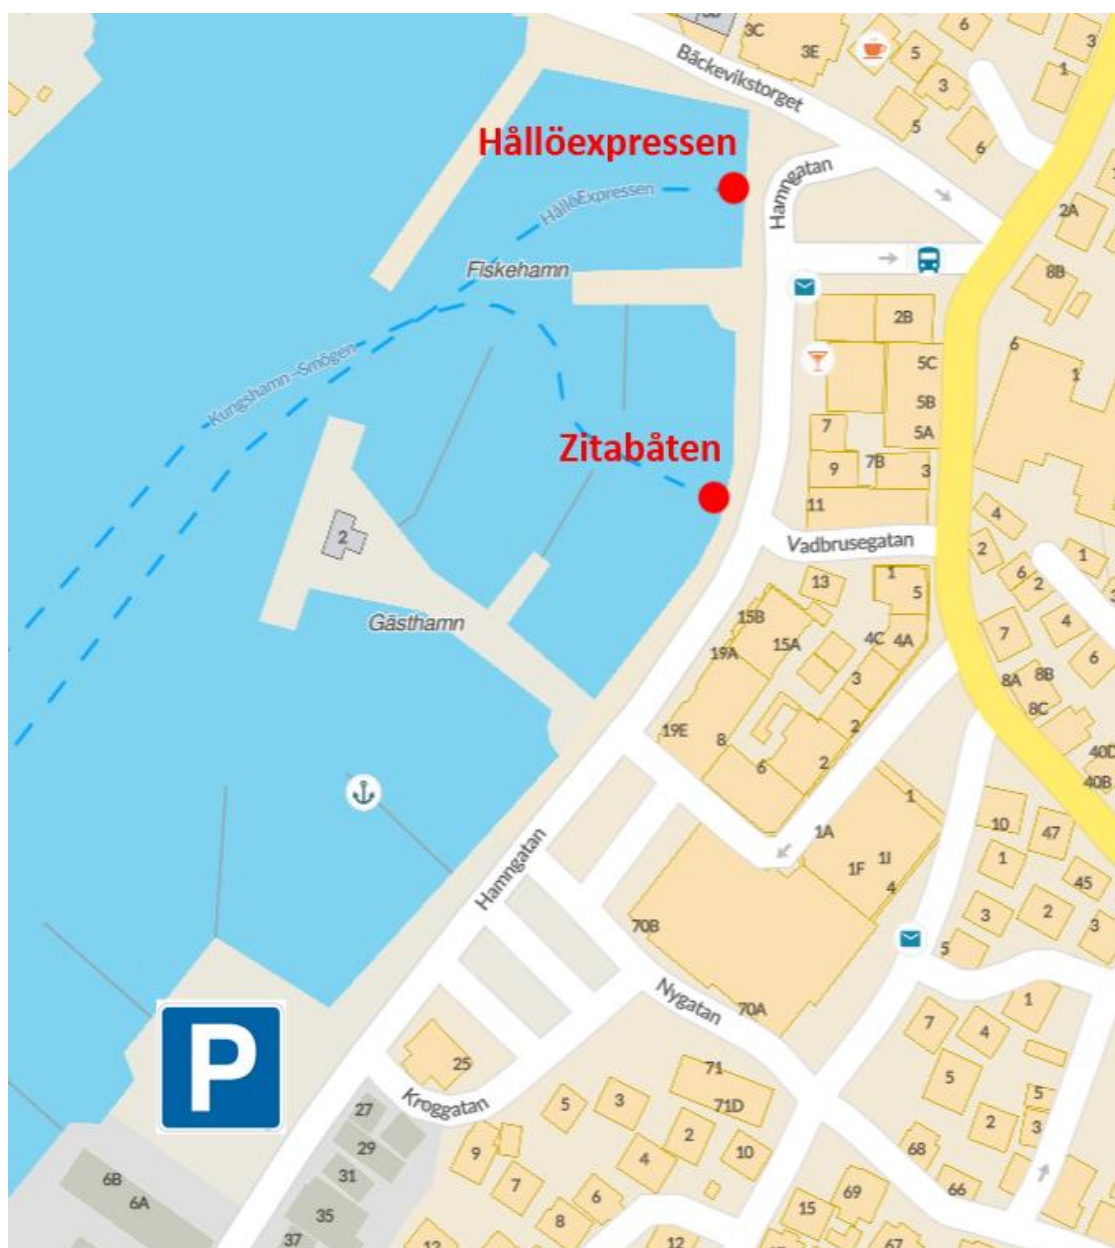 3C
3E
5
6
3
1
3
Bäckevikstorget
5
6
Hållöexpressen
Hamngatan
HållöExpressen
2A
8B
Fiskehamn
2B
6
1
5C
5B
5A
Kungshamn -Smögen
7
7B
9
3
11
Zitabåten
4
2
1
6
2
Vadbrusegatan
2
13
1
5
15B
15A
4C
4A
7
4
6
Gästhamn
19A
3
8A
8B
8C
19E
8
2
6
2
40D
40B
1
1A
10
47
1
1F
1I
4
45
Hamngatan
70B
3
2
3
5
Nygatan
70A
1
7
4
P
25
71
71D
5
5
Kroggatan
27
5
3
2
10
2
3
29
9
4
68
6B
6A
31
7
6
69
66
35
8
15
37
12
12
67